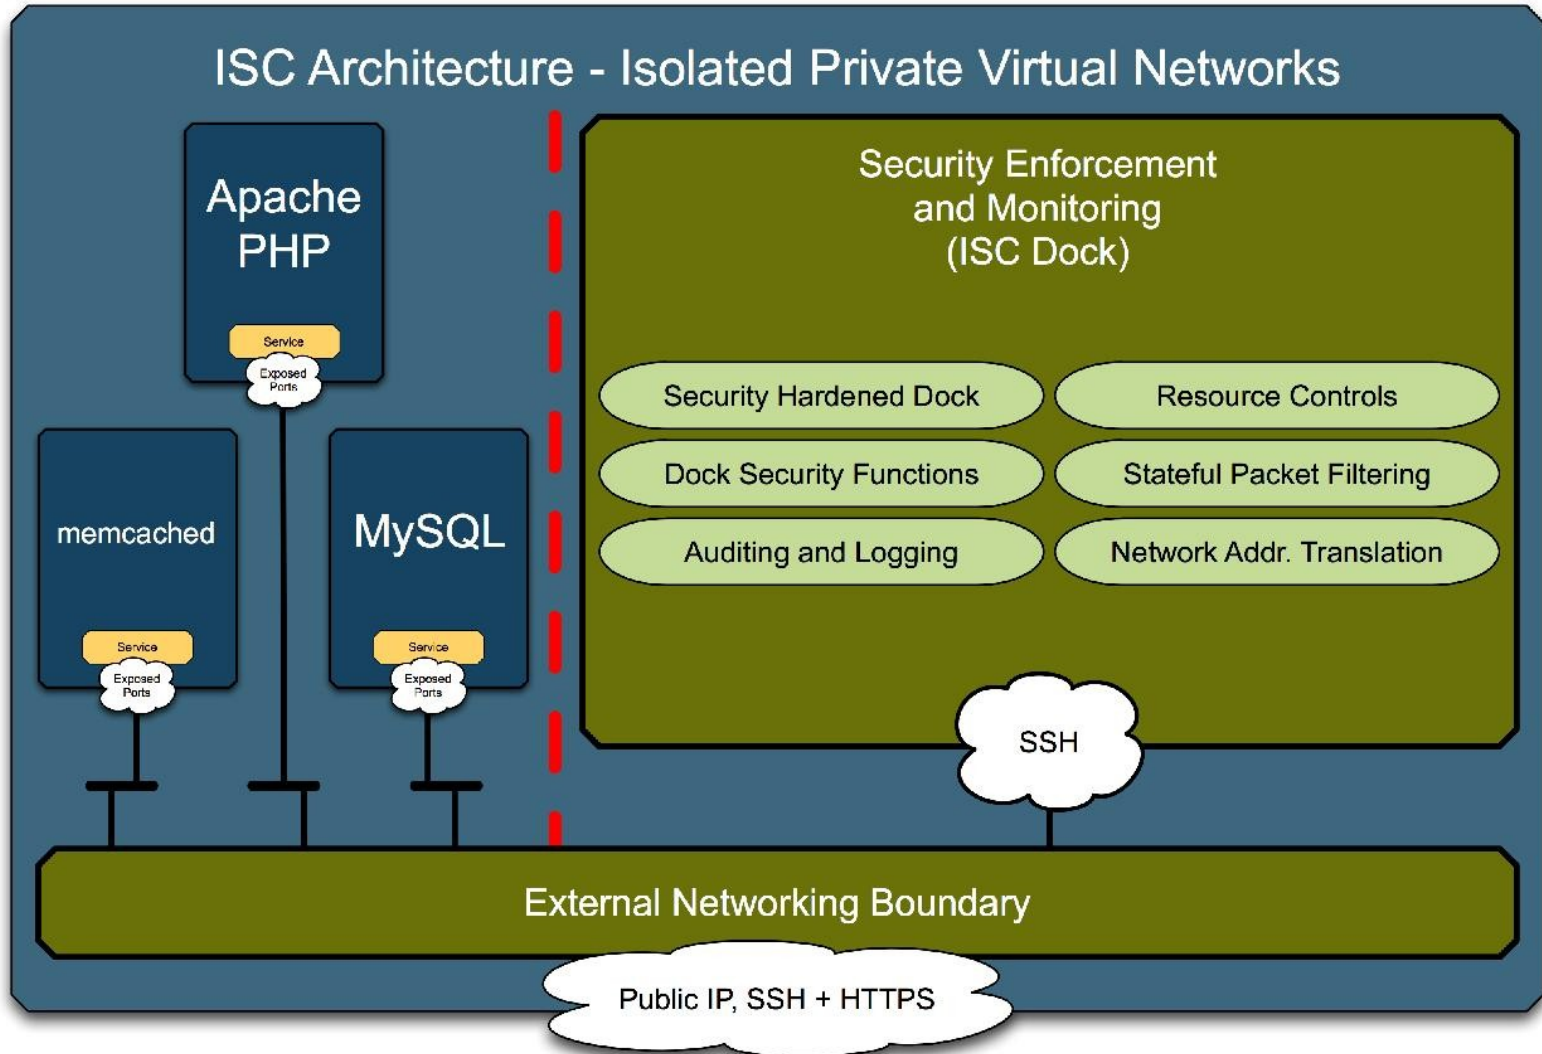 ISC Architecture - Isolated Private Virtual Networks
Apache
PHP
Service
Exposed
Ports
memcached
Service
Exposed
Ports
MySQL
Service
Exposed
Ports
Security Enforcement
and Monitoring
(ISC Dock)
Security Hardened Dock
Resource Controls
Dock Security Functions
Stateful Packet Filtering
Auditing and Logging
Network Addr. Translation
SSH
External Networking Boundary
Public IP, SSH + HTTPS